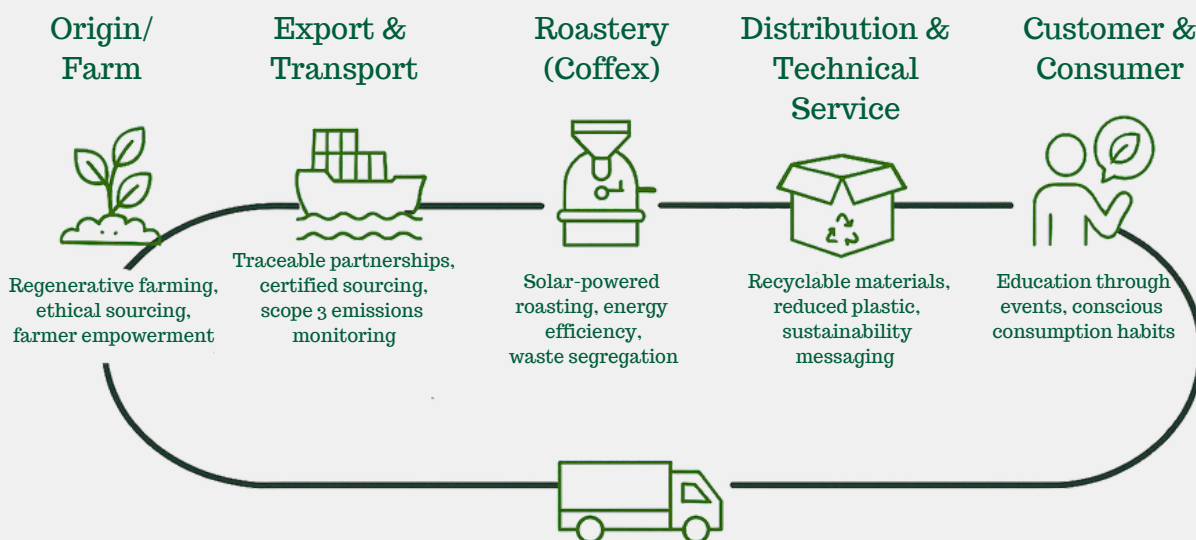 Origin/
Farm
Export &
Transport
Roastery
(Coffex)
Distribution &
Technical
Service
Customer &
Consumer
Regenerative farming,
ethical sourcing,
farmer empowerment
Traceable partnerships,
certified sourcing,
scope 3 emissions
monitoring
Solar-powered
roasting, energy
efficiency,
waste segregation
Recyclable materials,
reduced plastic,
sustainability
messaging
Education through
events, conscious
consumption habits